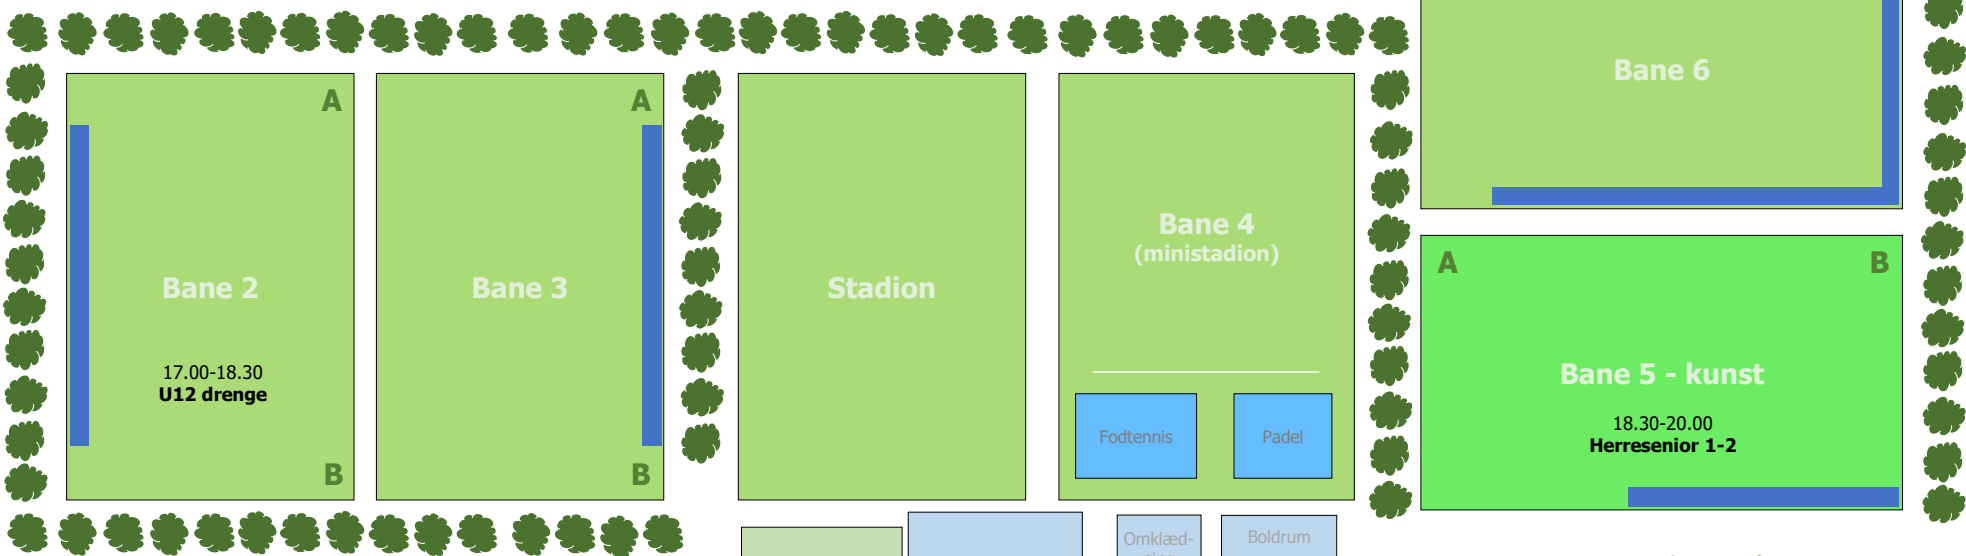 A
Bane 2
17.00-18.30
U12 drenge
B
A
Bane 3
B
Stadion
Bane 4
(ministadion)
Fodtennis
Padel
Bane 6
A
B
Bane 5 - kunst
18.30-20.00
Herresenior 1-2
Omklæd-
Boldrum